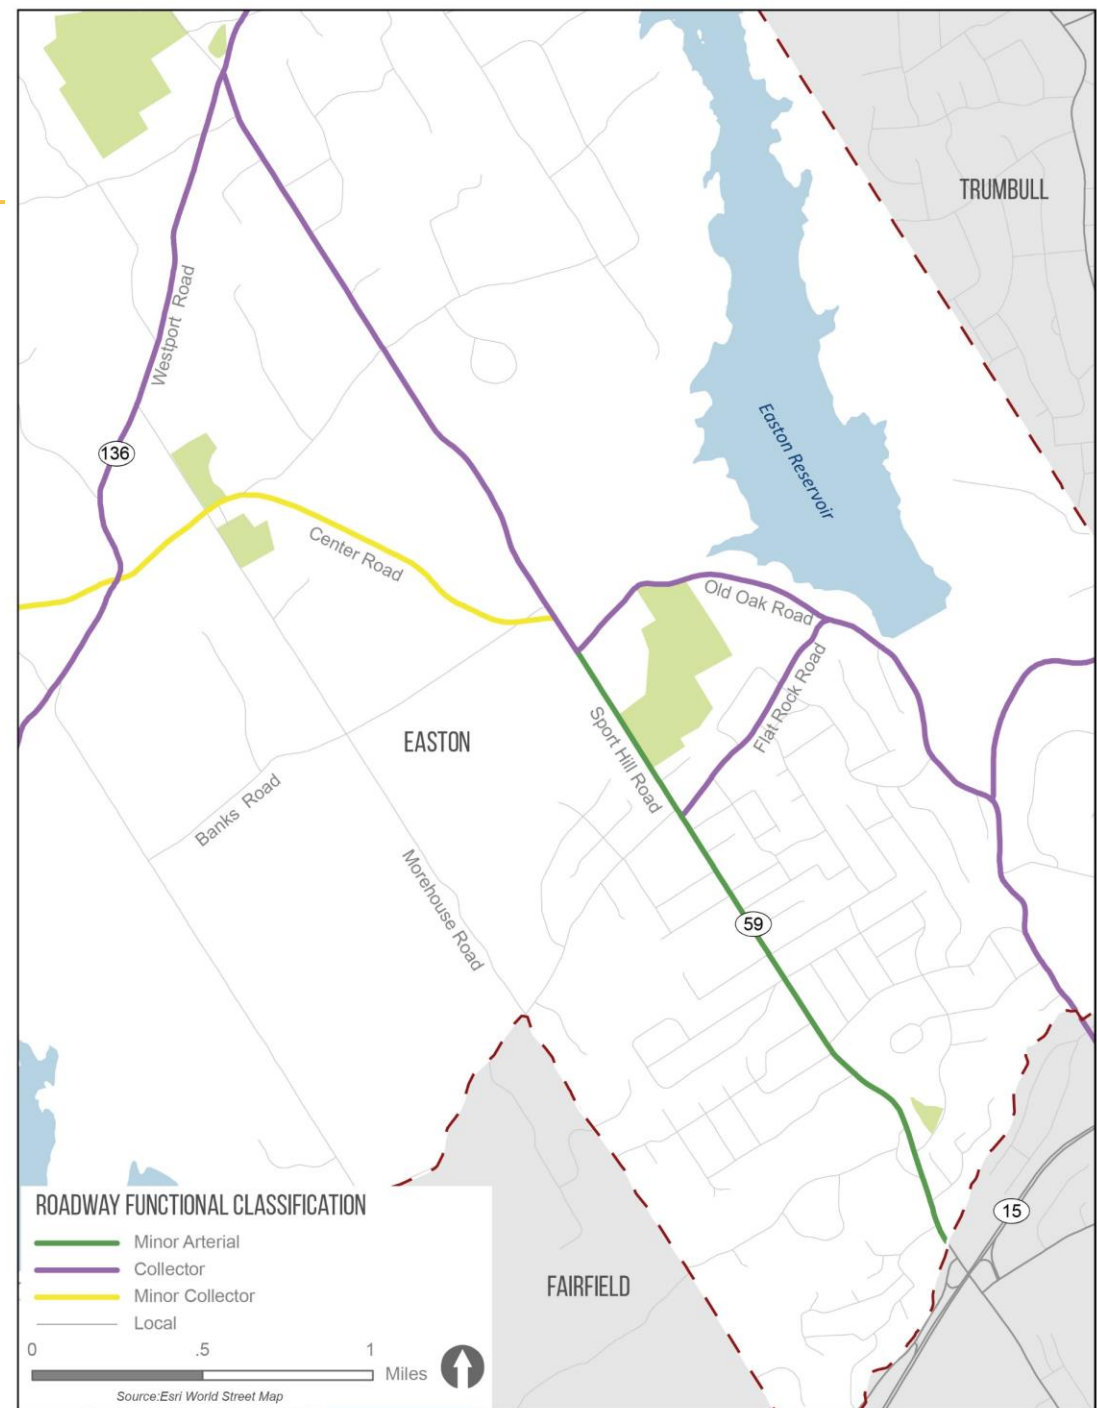 TRUMBULL
Westport Road
136
Easton Reservoir
Center Road
Old Oak Road
Flat Rock Road
EASTON
Sport Hill Road
Banks Road
Morehouse Road
59
15
FAIRFIELD
ROADWAY FUNCTIONAL CLASSIFICATION
Minor Arterial
Collector
Minor Collector
Local
0 .5 1
Miles
Source:Esri World Street Map